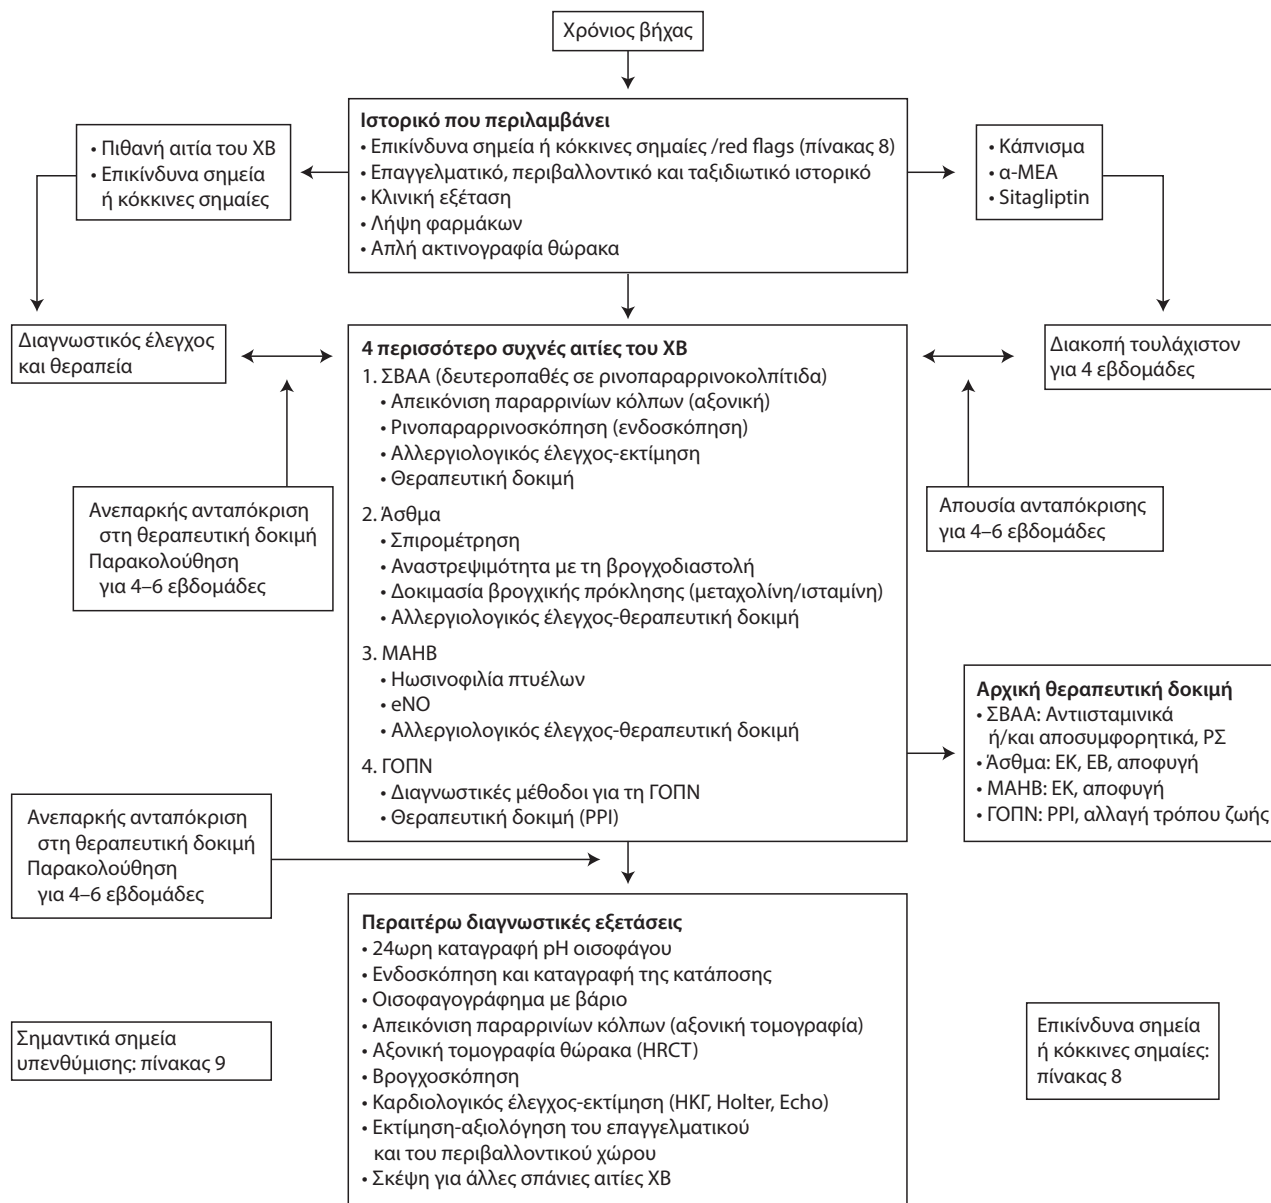 Χρόνιος βήχας
Ιστορικό που περιλαμβάνει
• Επικίνδυνα σημεία ή κόκκινες σημαίες /red flags (πίνακας 8)
• Επαγγελματικό, περιβαλλοντικό και ταξιδιωτικό ιστορικό
• Κλινική εξέταση
• Λήψη φαρμάκων
• Απλή ακτινογραφία θώρακα
• Πιθανή αιτία του ΧΒ
• Επικίνδυνα σημεία
ή κόκκινες σημαίες
• Κάπνισμα
• α-ΜΕΑ
• Sitagliptin
Διαγνωστικός έλεγχος
και θεραπεία
4 περισσότερο συχνές αιτίες του ΧΒ
1. ΣΒΑΑ (δευτεροπαθές σε ρινοπαραρρινοκολπίτιδα)
• Απεικόνιση παραρρινίων κόλπων (αξονική)
• Ρινοπαραρρινοσκόπηση (ενδοσκόπηση)
• Αλλεργιολογικός έλεγχος-εκτίμηση
• Θεραπευτική δοκιμή
2. Άσθμα
• Σπιρομέτρηση
• Αναστρεψιμότητα με τη βρογχοδιαστολή
• Δοκιμασία βρογχικής πρόκλησης (μεταχολίνη/ισταμίνη)
• Αλλεργιολογικός έλεγχος-θεραπευτική δοκιμή
3. ΜΑΗΒ
• Ηωσινοφιλία πτυέλων
• eNO
• Αλλεργιολογικός έλεγχος-θεραπευτική δοκιμή
4. ΓΟΠΝ
• Διαγνωστικές μέθοδοι για τη ΓΟΠΝ
• Θεραπευτική δοκιμή (PPI)
Διακοπή τουλάχιστον
για 4 εβδομάδες
Ανεπαρκής ανταπόκριση
στη θεραπευτική δοκιμή
Παρακολούθηση
για 4–6 εβδομάδες
Απουσία ανταπόκρισης
για 4–6 εβδομάδες
Αρχική θεραπευτική δοκιμή
• ΣΒΑΑ: Αντιισταμινικά
ή/και αποσυμφορητικά, ΡΣ
• Άσθμα: ΕΚ, ΕΒ, αποφυγή
• ΜΑΗΒ: ΕΚ, αποφυγή
• ΓΟΠΝ: PPI, αλλαγή τρόπου ζωής
Ανεπαρκής ανταπόκριση
στη θεραπευτική δοκιμή
Παρακολούθηση
για 4–6 εβδομάδες
Περαιτέρω διαγνωστικές εξετάσεις
• 24ωρη καταγραφή pH οισοφάγου
• Ενδοσκόπηση και καταγραφή της κατάποσης
• Οισοφαγογράφημα με βάριο
• Απεικόνιση παραρρινίων κόλπων (αξονική τομογραφία)
• Αξονική τομογραφία θώρακα (HRCT)
• Βρογχοσκόπηση
• Καρδιολογικός έλεγχος-εκτίμηση (ΗΚΓ, Holter, Echo)
• Εκτίμηση-αξιολόγηση του επαγγελματικού
και του περιβαλλοντικού χώρου
• Σκέψη για άλλες σπάνιες αιτίες ΧΒ
Σημαντικά σημεία
υπενθύμισης: πίνακας 9
Επικίνδυνα σημεία
ή κόκκινες σημαίες:
πίνακας 8